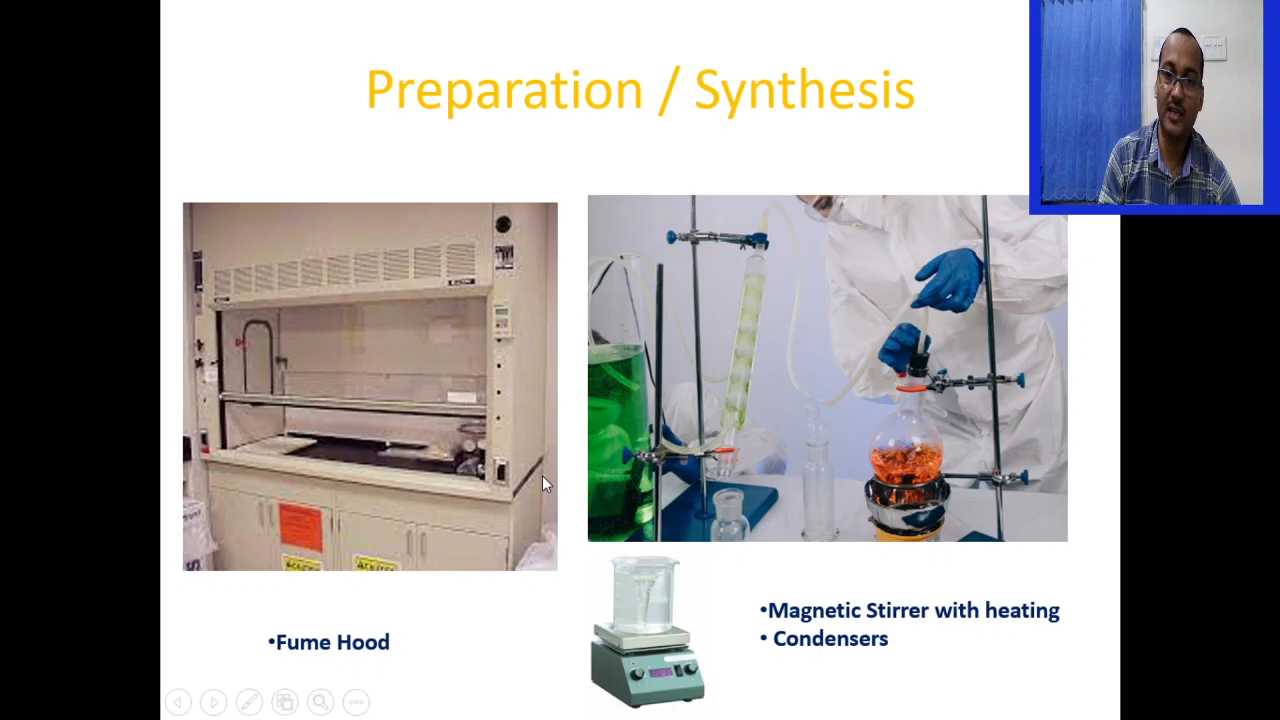 Preparation / Synthesis
•Fume Hood
•Magnetic Stirrer with heating
• Condensers